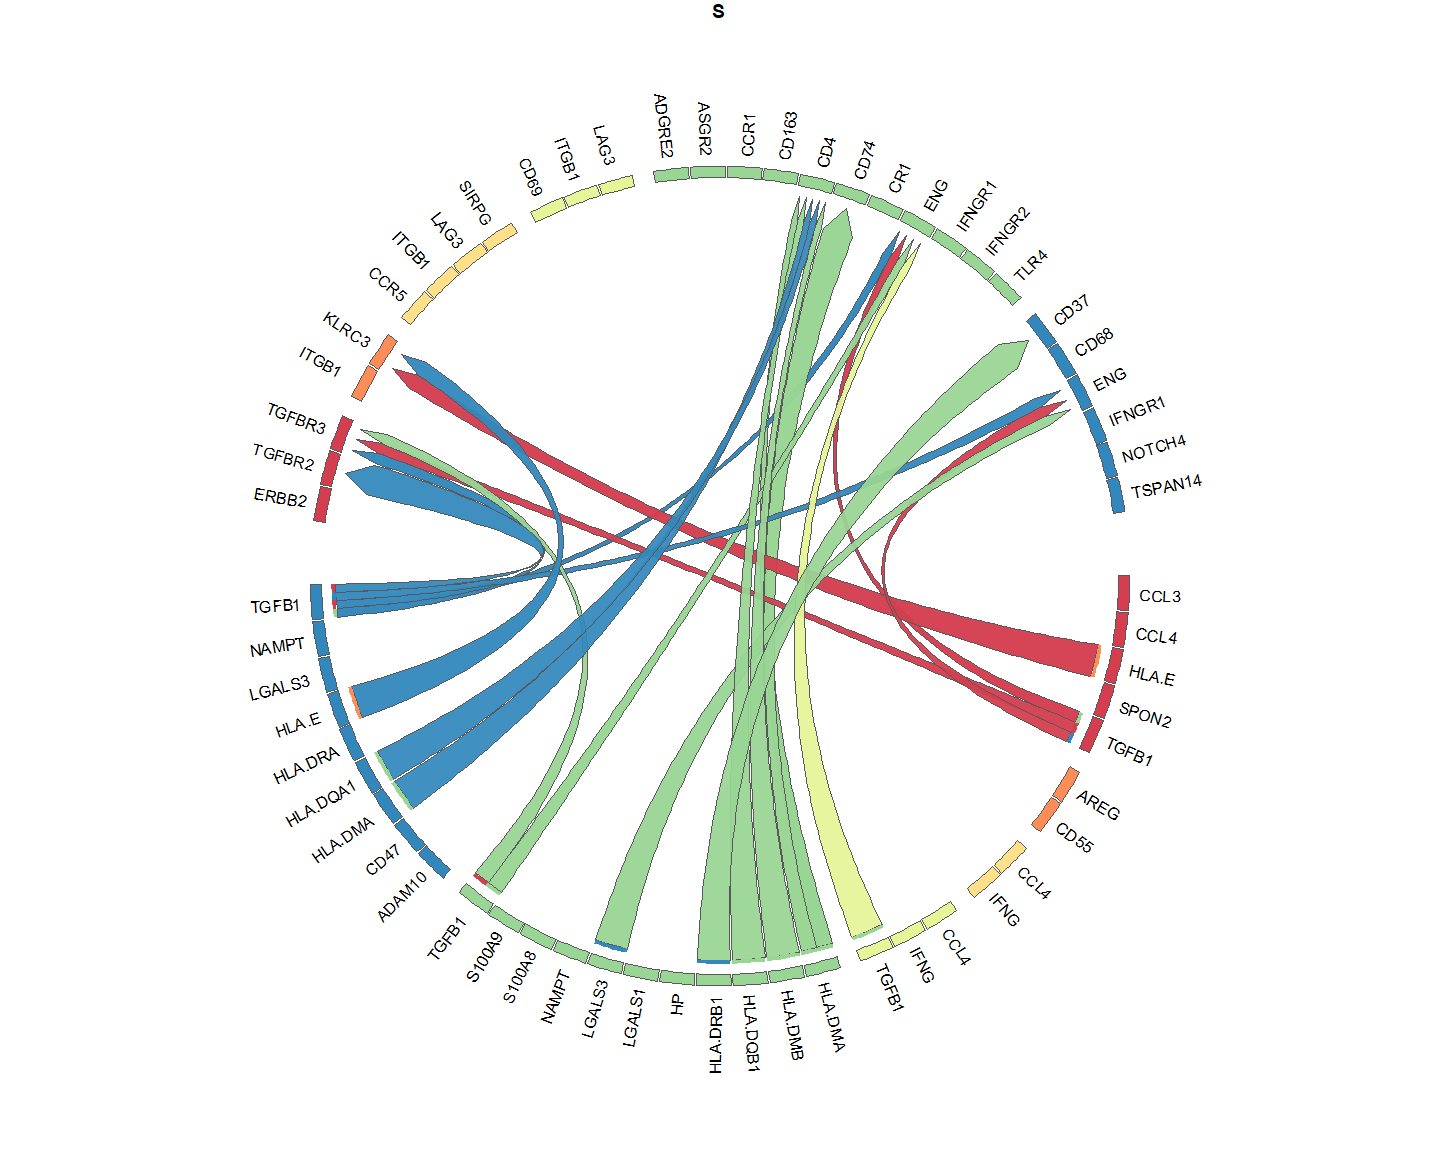 S
ADGRE2
ASGR2
CCR1
CD163
CD4
CD74
CR1
ENG
IFNGR1
IFNGR2
TLR4
CD37
CD68
ENG
IFNGR1
NOTCH4
TSPAN14
CCL3
CCL4
HLA.E
SPON2
TGFB1
AREG
CD55
CCL4
IFNG
CCL4
IFNG
TGFB1
HLA.DMA
HLA.DMB
HLA.DQB1
HLA.DRB1
HP
LGALS1
LGALS3
NAMPT
S100A8
S100A9
TGFB1
ADAM10
CD47
HLA.DMA
HLA.DQA1
HLA.DRA
HLA.E
LGALS3
NAMPT
TGFB1
ERBB2
TGFBR2
TGFBR3
ITGB1
KLRC3
CCR5
ITGB1
LAG3
SIRPG
CD69
ITGB1
LAG3